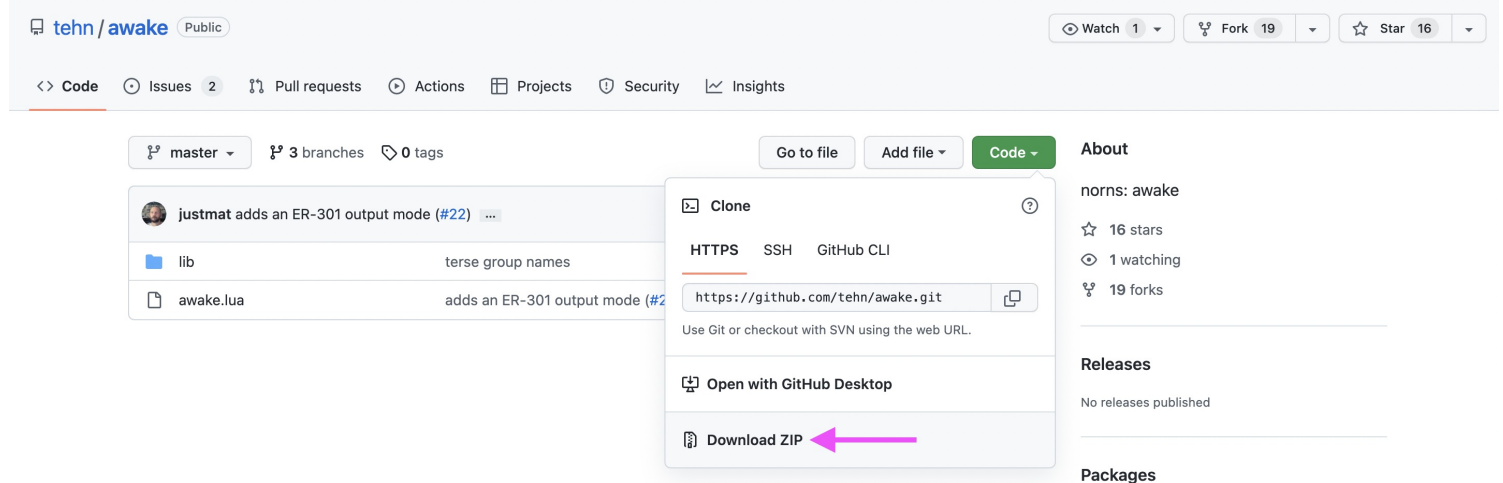 tehn / awake Public Watch 1 Fork 19 Star 16
Code Issues 2 Pull requests Actions Projects Security Insights
master 3 branches 0 tags Go to file Add file Code
justmat adds an ER-301 output mode (#22) ...
lib terse group names
awake.lua adds an ER-301 output mode (#2
Clone
HTTPS SSH GitHub CLI
https://github.com/tehn/awake.git
Use Git or checkout with SVN using the web URL.
Open with GitHub Desktop
Download ZIP
About
norns: awake
16 stars
1 watching
19 forks
Releases
No releases published
Packages